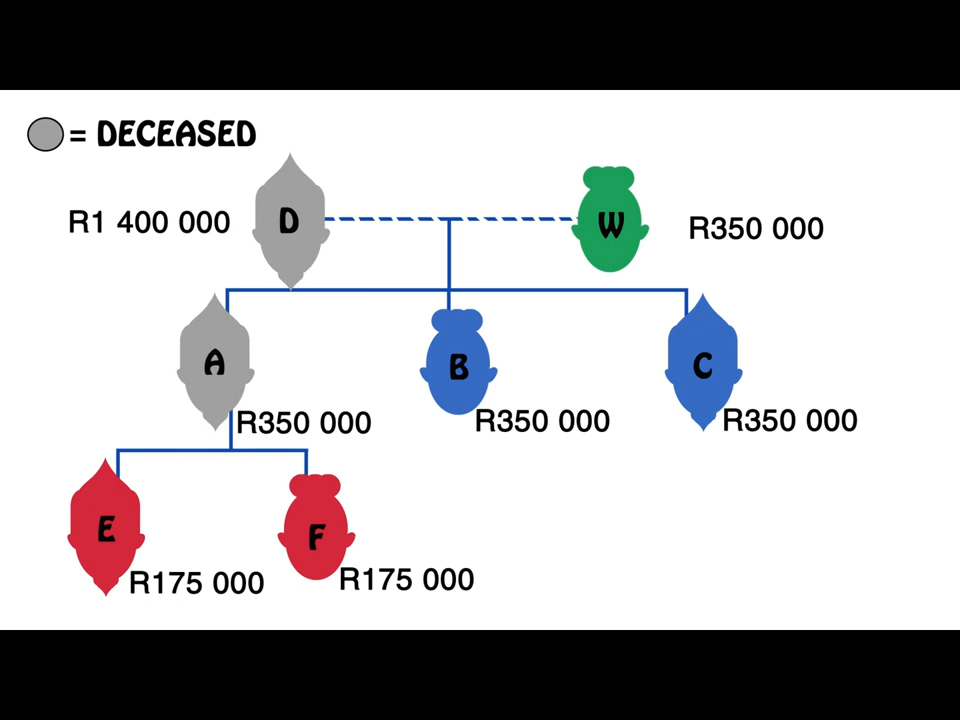 = DECEASED
R1 400 000 D W R350 000
A B C
R350 000 R350 000 R350 000
E F
R175 000 R175 000